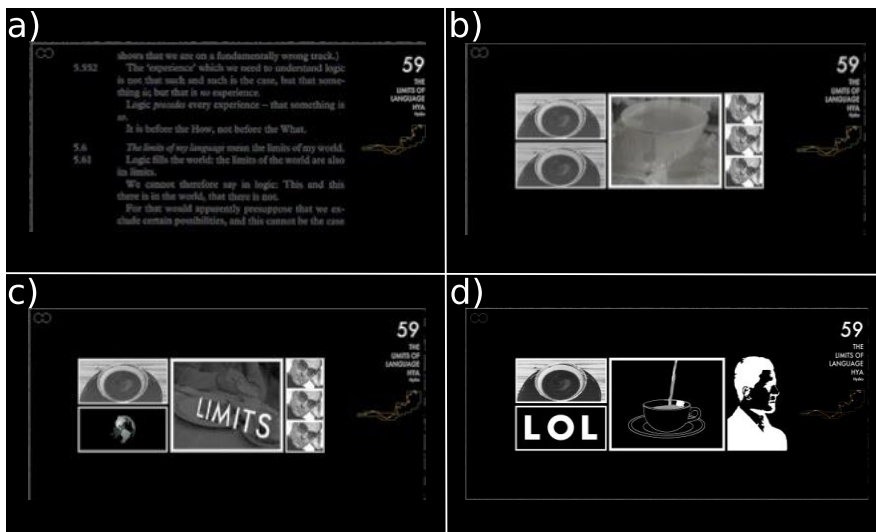 a)
shows that we are on a fundamentally wrong track.)
5.552 The 'experience' which we need to understand logic
is not that such and such is the case, but that some-
thing is; but that is no experience.
Logic precedes every experience – that something is
so.
It is before the How, not before the What.
5.6 The limits of my language mean the limits of my world.
5.61 Logic fills the world: the limits of the world are also
its limits.
We cannot therefore say in logic: This and this
there is in the world, that there is not.
For that would apparently presuppose that we ex-
clude certain possibilities, and this cannot be the case
59
THE
LIMITS OF
LANGUAGE
HYA
Hydra
b)
59
THE
LIMITS OF
LANGUAGE
HYA
Hydra
c)
LIMITS
59
THE
LIMITS OF
LANGUAGE
HYA
Hydra
d)
LOL
59
THE
LIMITS OF
LANGUAGE
HYA
Hydra